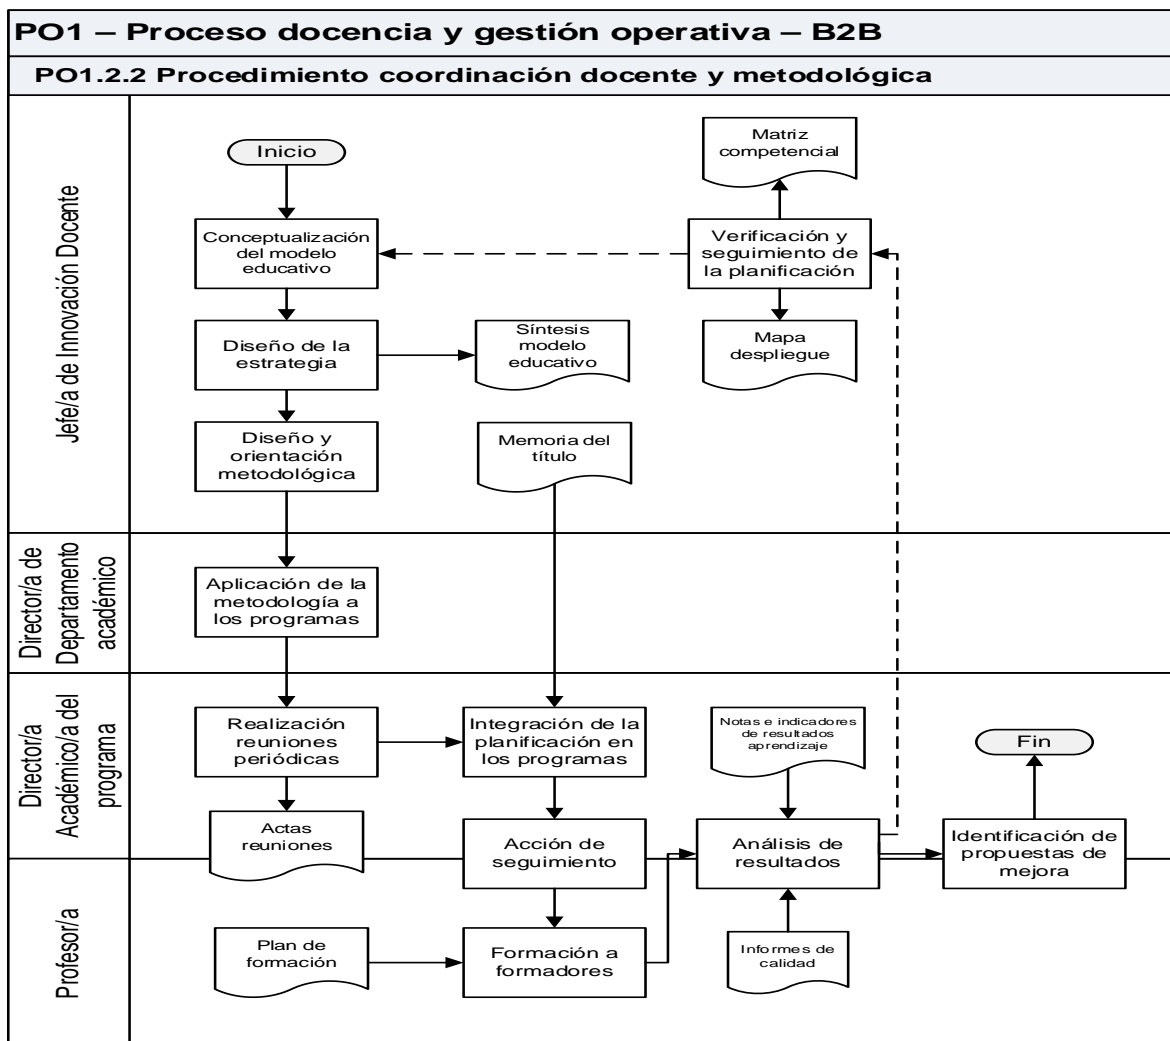 PO1 – Proceso docencia y gestión operativa – B2B
PO1.2.2 Procedimiento coordinación docente y metodológica
Jefe/a de Innovación Docente
Inicio
Matriz
competencial
Conceptualización
del modelo
educativo
Verificación y
seguimiento de
la planificación
Diseño de la
estrategia
Síntesis
modelo
educativo
Mapa
despliegue
Diseño y
orientación
metodológica
Memoria del
título
Director/a de
Departamento
académico
Aplicación de la
metodología a
los programas
Director/a
Académico/a del
programa
Realización
reuniones
periódicas
Integración de la
planificación en
los programas
Notas e indicadores
de resultados
aprendizaje
Fin
Actas
reuniones
Acción de
seguimiento
Análisis de
resultados
Identificación de
propuestas de
mejora
Profesor/a
Plan de
formación
Formación a
formadores
Informes de
calidad